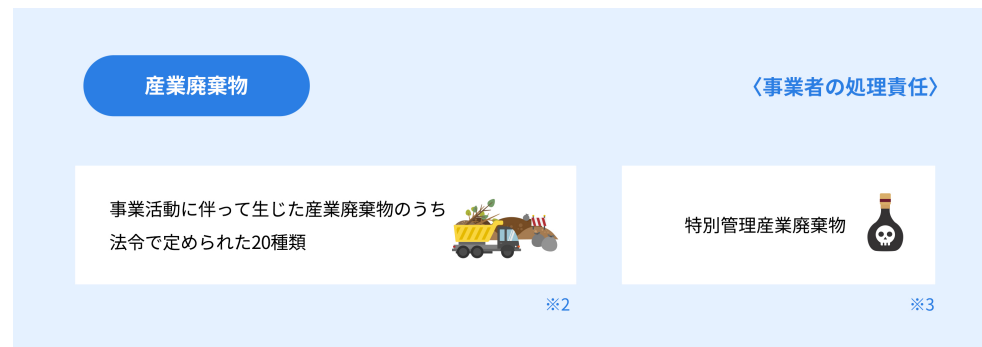 産業廃棄物
〈事業者の処理責任〉
事業活動に伴って生じた産業廃棄物のうち
法令で定められた20種類
特別管理産業廃棄物
※2
※3